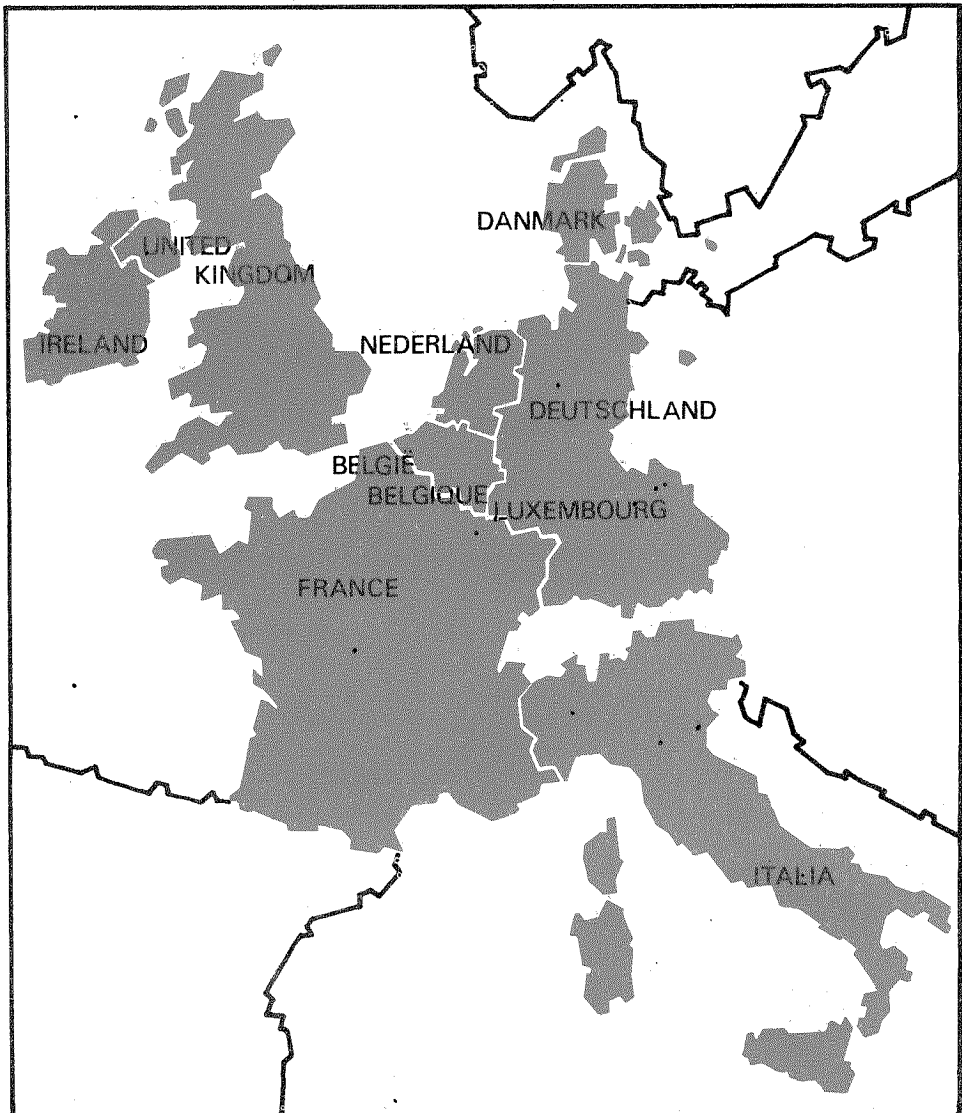 DANMARK
UNITED
KINGDOM
IRELAND
NEDERLAND
DEUTSCHLAND
BELGIË
BELGIQUE
LUXEMBOURG
FRANCE
ITALIA